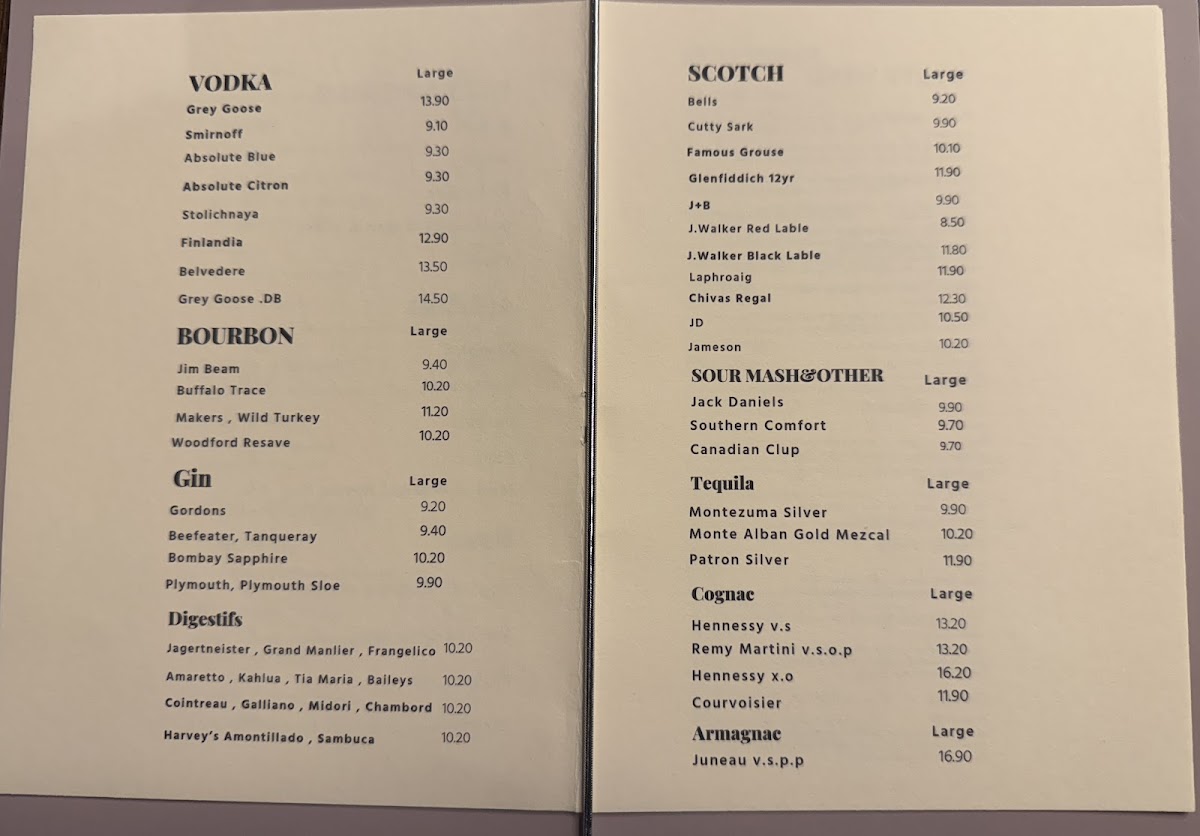 VODKA Large
Grey Goose 13.90
Smirnoff 9.10
Absolute Blue 9.30
Absolute Citron 9.30
Stolichnaya 9.30
Finlandia 12.90
Belvedere 13.50
Grey Goose .DB 14.50
BOURBON Large
Jim Beam 9.40
Buffalo Trace 10.20
Makers , Wild Turkey 11.20
Woodford Resave 10.20
Gin Large
Gordons 9.20
Beefeater, Tanqueray 9.40
Bombay Sapphire 10.20
Plymouth, Plymouth Sloe 9.90
Digestifs
Jagertneister , Grand Manlier , Frangelico 10.20
Amaretto , Kahlua , Tia Maria , Baileys 10.20
Cointreau , Galliano , Midori , Chambord 10.20
Harvey's Amontillado , Sambuca 10.20
SCOTCH Large
Bells 9.20
Cutty Sark 9.90
Famous Grouse 10.10
Glenfiddich 12yr 11.90
J+B 9.90
J.Walker Red Lable 8.50
J.Walker Black Lable 11.80
Laphroaig 11.90
Chivas Regal 12.30
JD 10.50
Jameson 10.20
SOUR MASH&OTHER Large
Jack Daniels 9.90
Southern Comfort 9.70
Canadian Clup 9.70
Tequila Large
Montezuma Silver 9.90
Monte Alban Gold Mezcal 10.20
Patron Silver 11.90
Cognac Large
Hennessy v.s 13.20
Remy Martini v.s.o.p 13.20
Hennessy x.o 16.20
Courvoisier 11.90
Armagnac Large
Juneau v.s.p.p 16.90